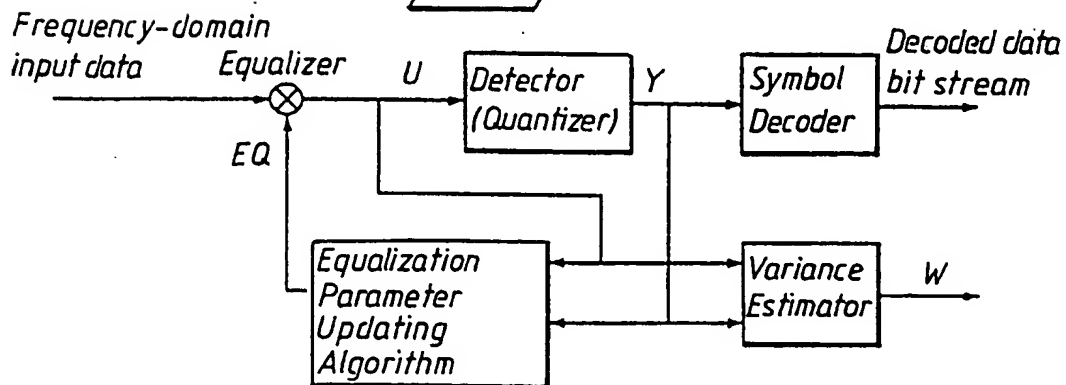 Frequency-domain
input data
Equalizer
U
Detector
(Quantizer)
Y
Symbol
Decoder
Decoded data
bit stream
EQ
Equalization
Parameter
Updating
Algorithm
Variance
Estimator
W